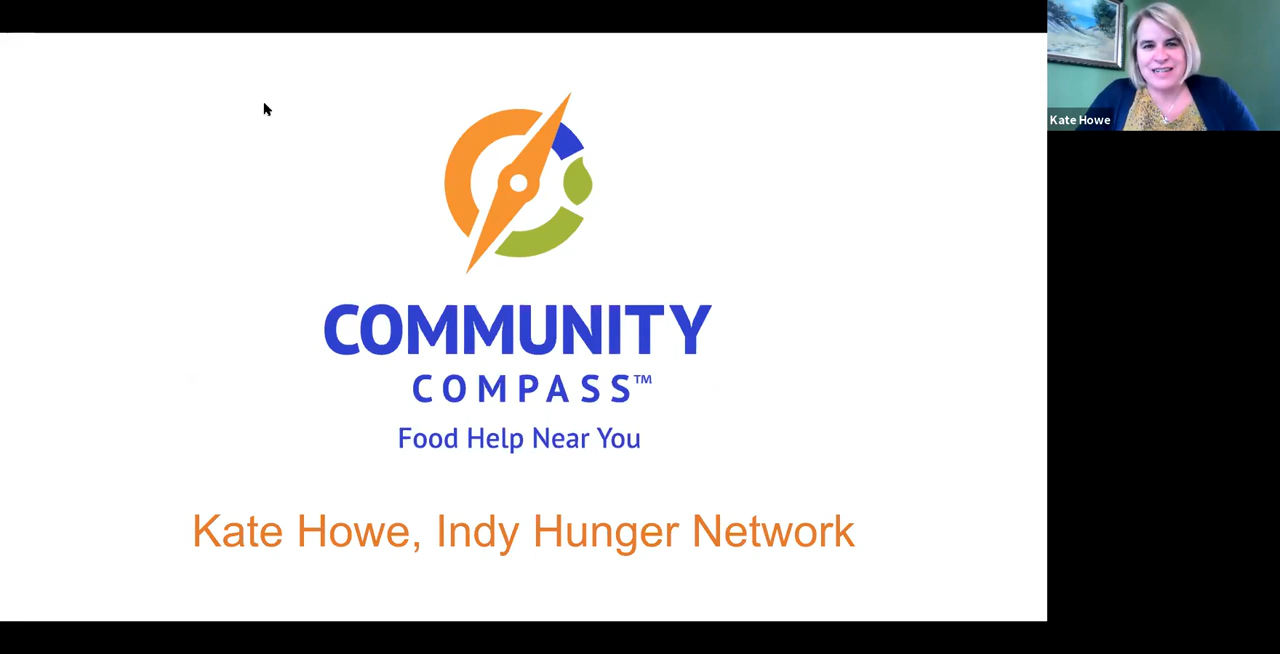 Kate Howe
COMMUNITY
COMPASS™
Food Help Near You
Kate Howe, Indy Hunger Network